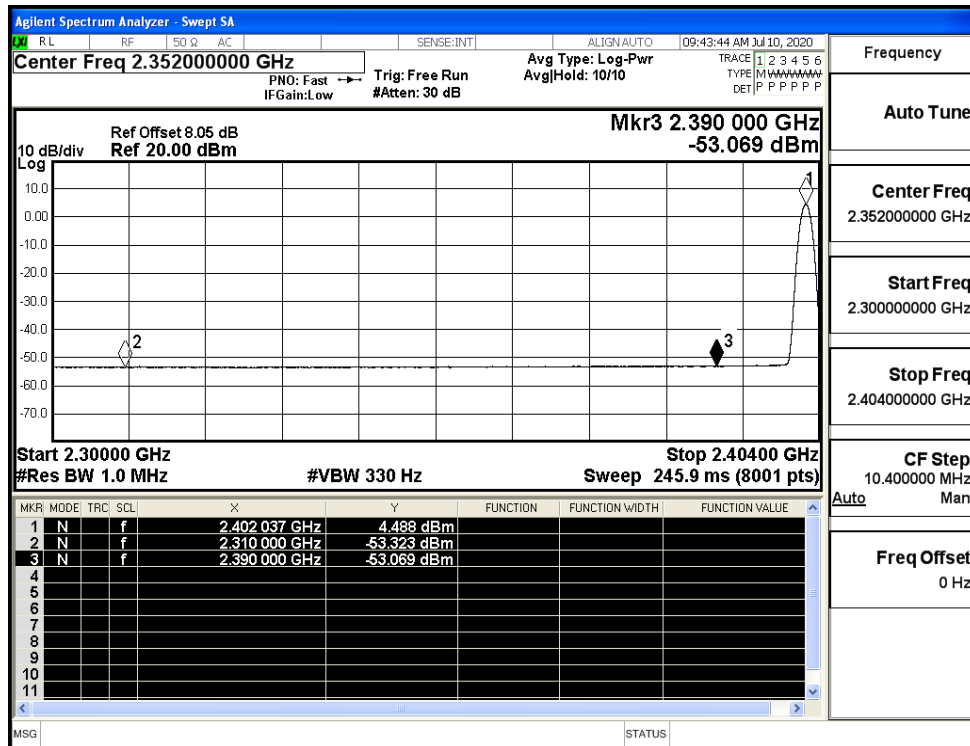 Agilent Spectrum Analyzer - Swept SA
LXI RL RF 50 Ω AC SENSE:INT ALIGN AUTO 09:43:44 AM Jul 10, 2020
Center Freq 2.352000000 GHz
PNO: Fast
IFGain:Low
Trig: Free Run
#Atten: 30 dB
Avg Type: Log-Pwr
Avg|Hold: 10/10
TRACE 1 2 3 4 5 6
TYPE M W W W W W
DET P P P P P P
Ref Offset 8.05 dB
10 dB/div Ref 20.00 dBm
Log
Mkr3 2.390 000 GHz
-53.069 dBm
10.0
0.00
-10.0
-20.0
-30.0
-40.0
-50.0
-60.0
-70.0
1
2
3
Start 2.30000 GHz Stop 2.40400 GHz
#Res BW 1.0 MHz #VBW 330 Hz Sweep 245.9 ms (8001 pts)
MKR MODE TRC SCL X Y FUNCTION FUNCTION WIDTH FUNCTION VALUE
1 N f 2.402 037 GHz 4.488 dBm
2 N f 2.310 000 GHz -53.323 dBm
3 N f 2.390 000 GHz -53.069 dBm
4
5
6
7
8
9
10
11
MSG STATUS
Frequency
Auto Tune
Center Freq
2.352000000 GHz
Start Freq
2.300000000 GHz
Stop Freq
2.404000000 GHz
CF Step
10.400000 MHz
Auto Man
Freq Offset
0 Hz